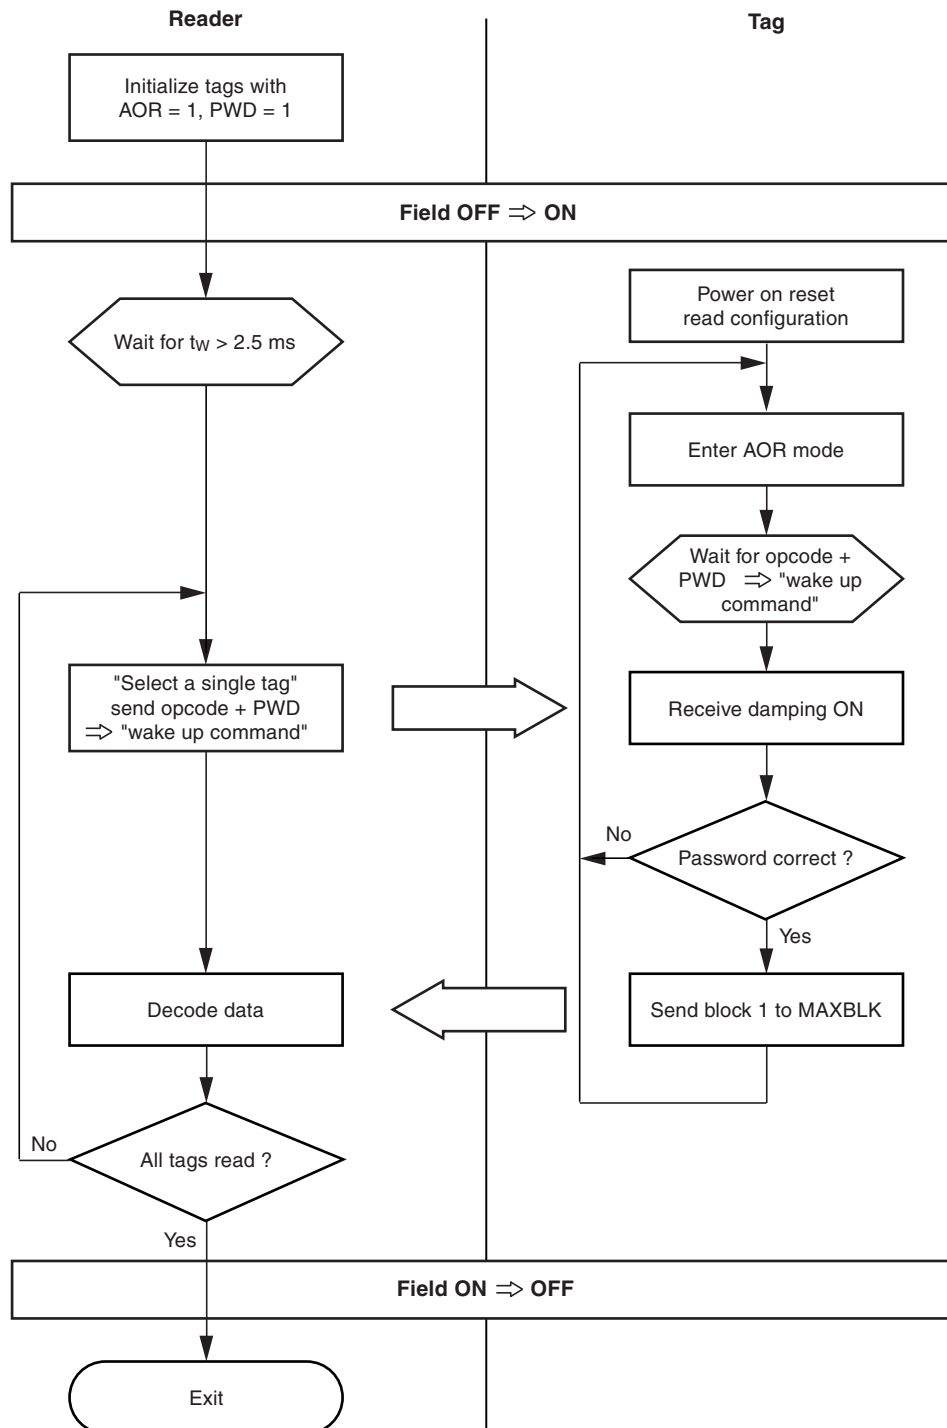 Reader
Tag
Initialize tags with
AOR = 1, PWD = 1
Field OFF ⇒ ON
Power on reset
read configuration
Wait for tW > 2.5 ms
Enter AOR mode
Wait for opcode +
PWD ⇒ "wake up
command"
"Select a single tag"
send opcode + PWD
⇒ "wake up command"
Receive damping ON
No
Password correct ?
Yes
Decode data
Send block 1 to MAXBLK
No
All tags read ?
Yes
Field ON ⇒ OFF
Exit